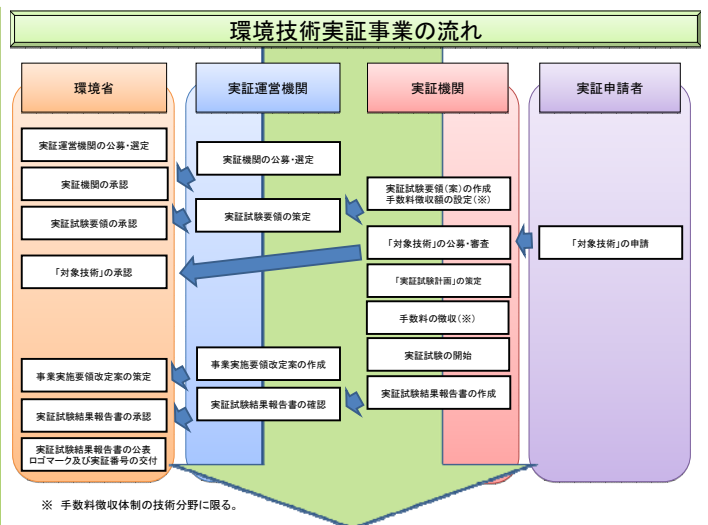 環境技術実証事業の流れ
環境省
実証運営機関
実証機関
実証申請者
実証運営機関の公募・選定
実証機関の公募・選定
実証機関の承認
実証試験要領(案)の作成
手数料徴収額の設定(※)
実証試験要領の承認
実証試験要領の策定
「対象技術」の公募・審査
「対象技術」の申請
「対象技術」の承認
「実証試験計画」の策定
手数料の徴収(※)
実証試験の開始
事業実施要領改定案の策定
事業実施要領改定案の作成
実証試験結果報告書の作成
実証試験結果報告書の確認
実証試験結果報告書の承認
実証試験結果報告書の公表
ロゴマーク及び実証番号の交付
※ 手数料徴収体制の技術分野に限る。